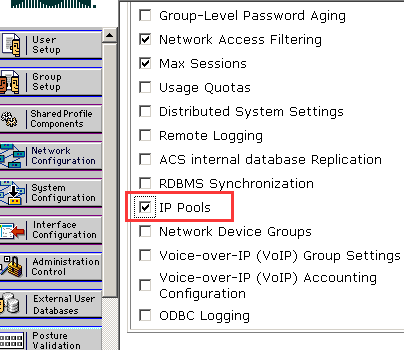 User
Setup
Group
Setup
Shared Profile
Components
Network
Configuration
System
Configuration
Interface
Configuration
Administration
Control
External User
Databases
Posture
Validation
Group-Level Password Aging
Network Access Filtering
Max Sessions
Usage Quotas
Distributed System Settings
Remote Logging
ACS internal database Replication
RDBMS Synchronization
IP Pools
Network Device Groups
Voice-over-IP (VoIP) Group Settings
Voice-over-IP (VoIP) Accounting
Configuration
ODBC Logging